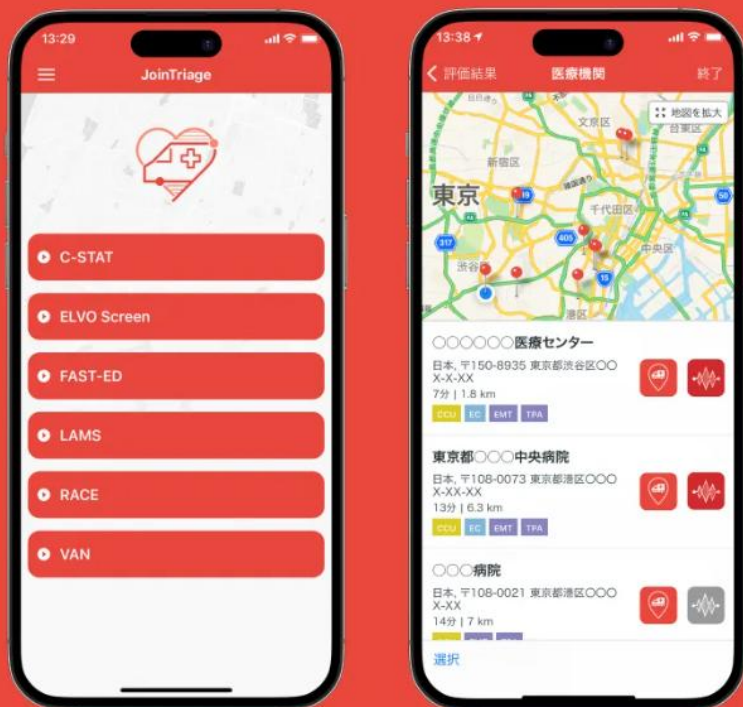 13:29
JoinTriage
C-STAT
ELVO Screen
FAST-ED
LAMS
RACE
VAN
13:38
評価結果
医療機関
終了
地図を拡大
文京区
台東区
新宿区
東京
千代田区
50
317
405
中央区
渋谷区
15
港区
○○○○○○医療センター
日本, 〒150-8935 東京都渋谷区○○
X-X-XX
7分 | 1.8 km
CCU EC EMT TPA
東京都○○○中央病院
日本, 〒108-0073 東京都港区○○○
X-XX-XX
13分 | 6.3 km
CCU EC EMT TPA
○○○病院
日本, 〒108-0021 東京都港区○○○
X-XX
14分 | 7 km
選択